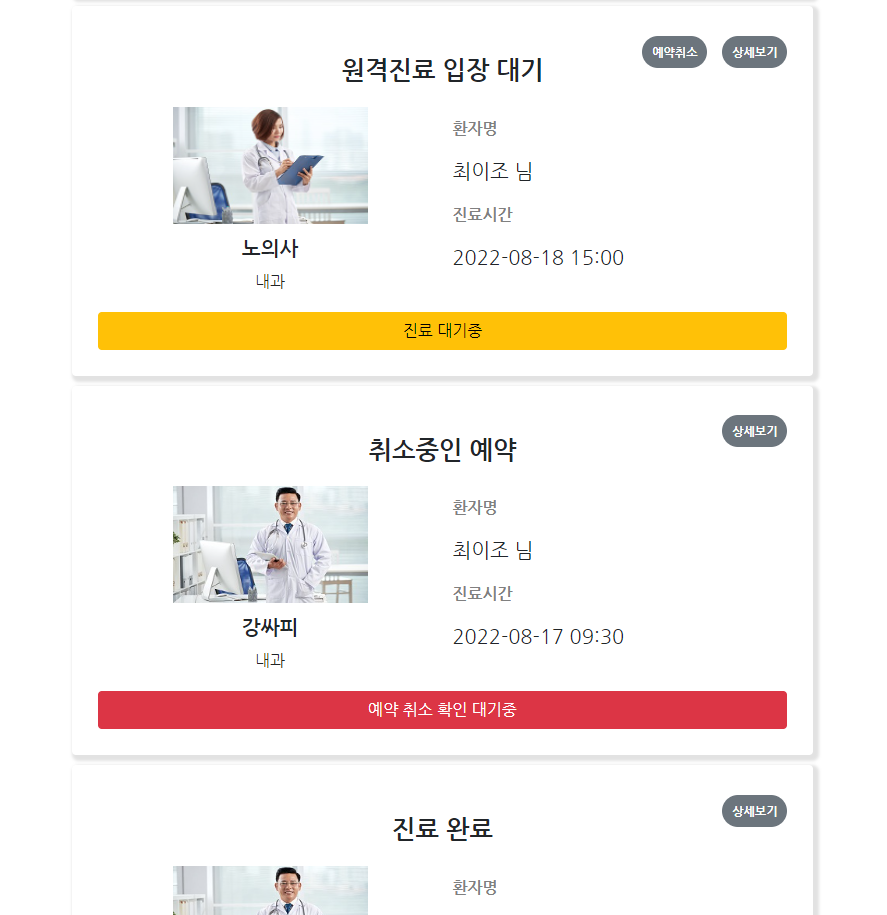 원격진료 입장 대기
예약취소
상세보기
환자명
최이조 님
진료시간
2022-08-18 15:00
노의사
내과
진료 대기중
취소중인 예약
상세보기
환자명
최이조 님
진료시간
2022-08-17 09:30
강싸피
내과
예약 취소 확인 대기중
진료 완료
상세보기
환자명